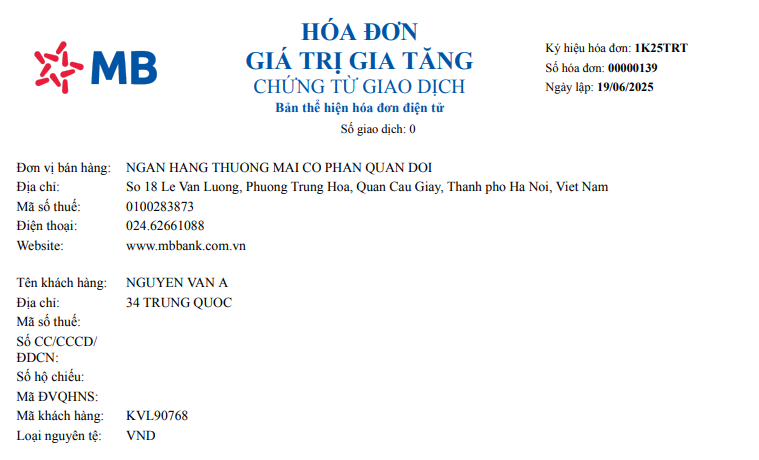 MB
HÓA ĐƠN
GIÁ TRỊ GIA TĂNG
CHỨNG TỪ GIAO DỊCH
Bản thể hiện hóa đơn điện tử
Số giao dịch: 0
Ký hiệu hóa đơn: 1K25TRT
Số hóa đơn: 00000139
Ngày lập: 19/06/2025
Đơn vị bán hàng: NGAN HANG THUONG MAI CO PHAN QUAN DOI
Địa chỉ: So 18 Le Van Luong, Phuong Trung Hoa, Quan Cau Giay, Thanh pho Ha Noi, Viet Nam
Mã số thuế: 0100283873
Điện thoại: 024.62661088
Website: www.mbbank.com.vn
Tên khách hàng: NGUYEN VAN A
Địa chỉ: 34 TRUNG QUOC
Mã số thuế:
Số CC/CCCD/
ĐDCN:
Số hộ chiếu:
Mã ĐVQHNS:
Mã khách hàng: KVL90768
Loại nguyên tệ: VND